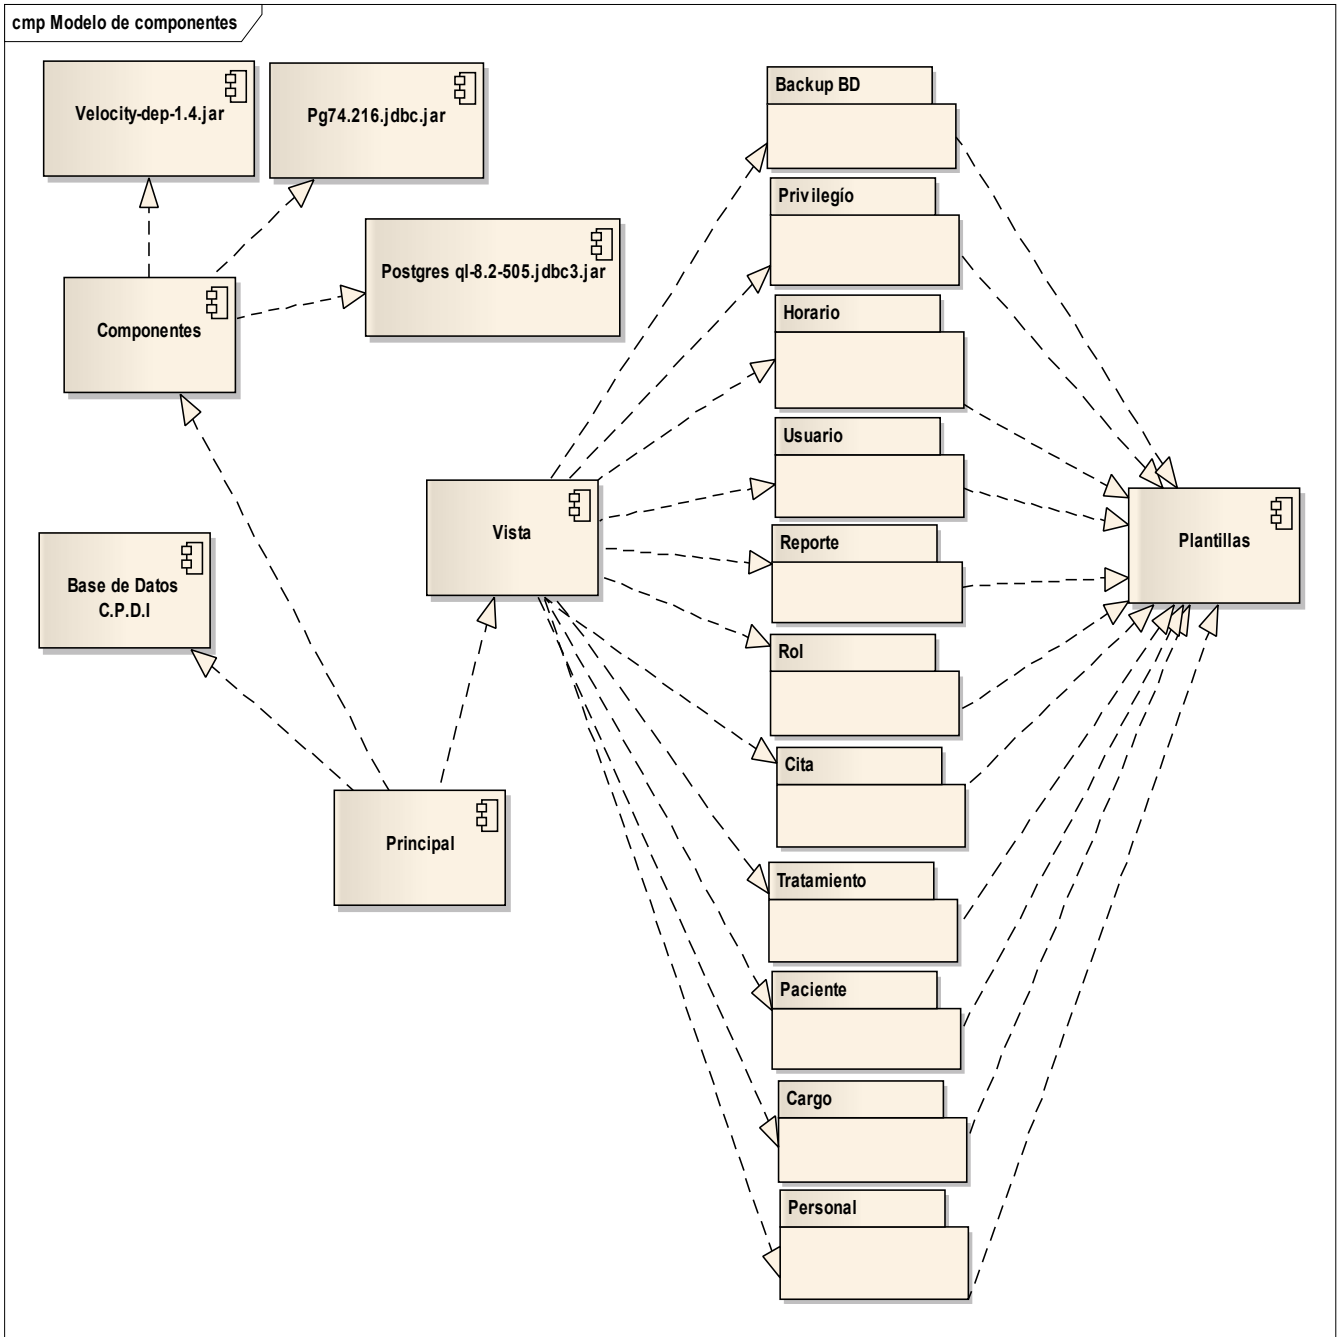 cmp Modelo de componentes
Velocity-dep-1.4.jar
Pg74.216.jdbc.jar
Postgres ql-8.2-505.jdbc3.jar
Componentes
Base de Datos
C.P.D.I
Vista
Principal
Backup BD
Privilegío
Horario
Usuario
Reporte
Rol
Cita
Tratamiento
Paciente
Cargo
Personal
Plantillas